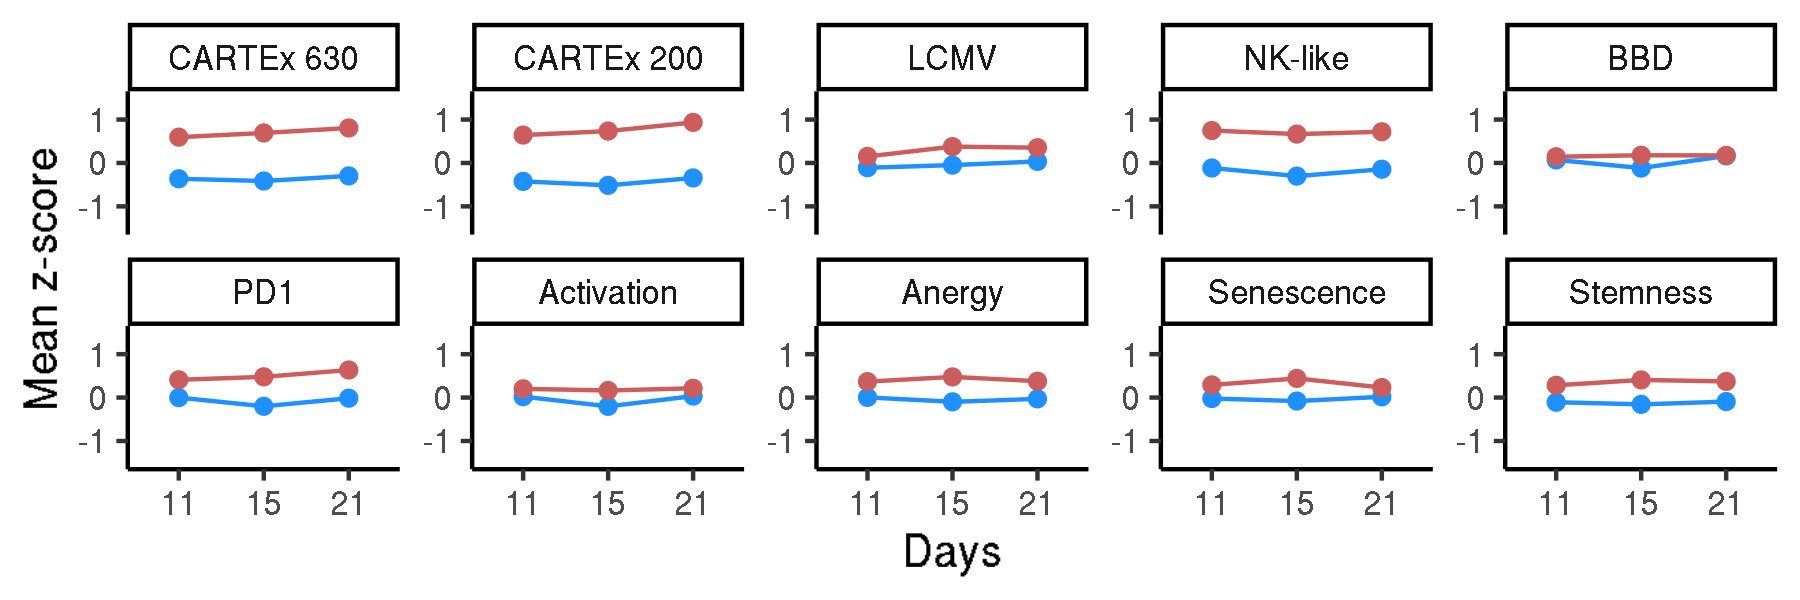 CARTEx 630 CARTEx 200 LCMV NK-like BBD
1 1 1 1 1
0 0 0 0 0
-1 -1 -1 -1 -1
Mean z-score
PD1 Activation Anergy Senescence Stemness
1 1 1 1 1
0 0 0 0 0
-1 -1 -1 -1 -1
11 15 21 11 15 21 11 15 21 11 15 21 11 15 21
Days